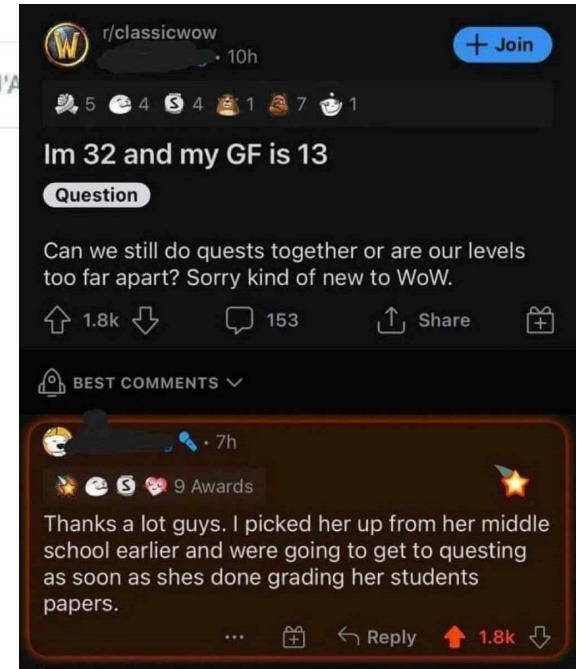 'A
r/classicwow
• 10h
+ Join
5 4 S 4 1 7 1
Im 32 and my GF is 13
Question
Can we still do quests together or are our levels
too far apart? Sorry kind of new to WoW.
1.8k 153 Share
BEST COMMENTS
• 7h
S 9 Awards
Thanks a lot guys. I picked her up from her middle
school earlier and were going to get to questing
as soon as shes done grading her students
papers.
... Reply 1.8k